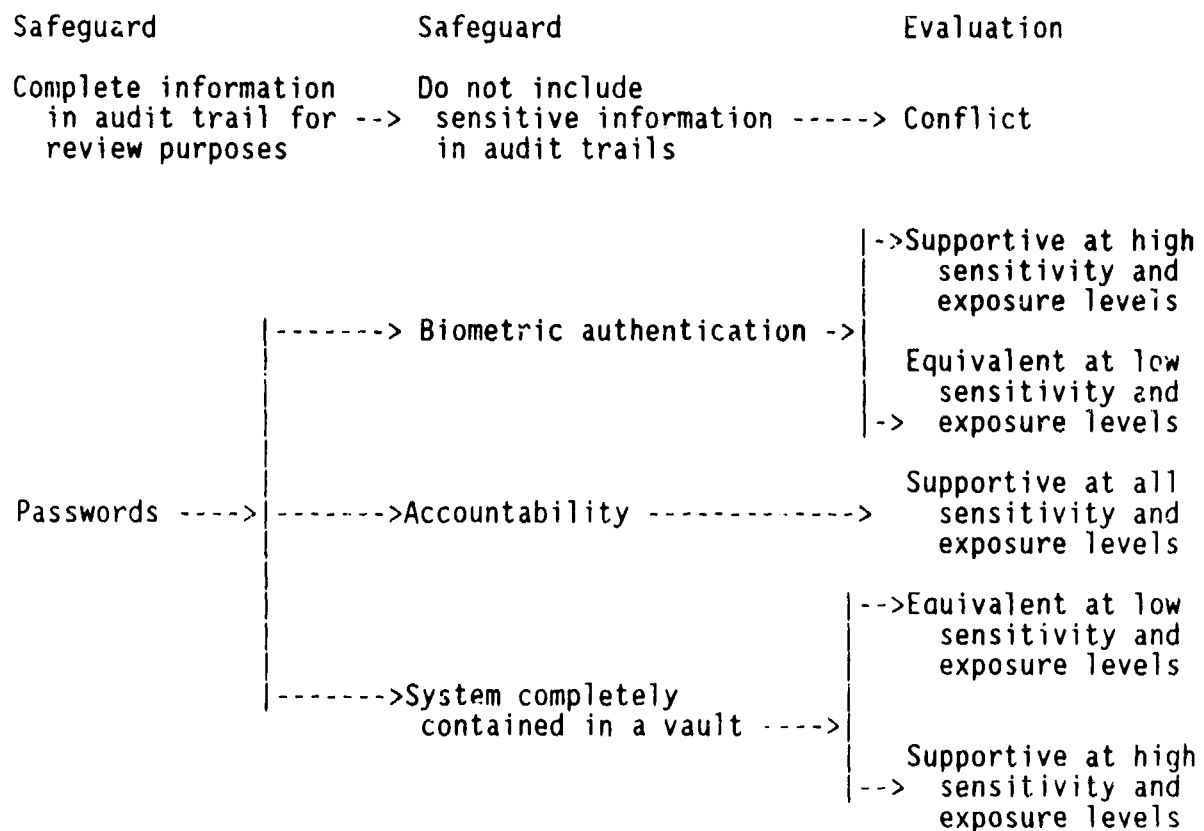 Safeguard Safeguard Evaluation
Complete information Do not include
in audit trail for --> sensitive information -----> Conflict
review purposes in audit trails
|->Supportive at high
sensitivity and
exposure levels
|-------> Biometric authentication ->|
Equivalent at low
sensitivity and
|-> exposure levels
Supportive at all
Passwords ---->|------->Accountability --------------> sensitivity and
exposure levels
|-->Equivalent at low
sensitivity and
exposure levels
|------->System completely
contained in a vault ---->|
Supportive at high
|--> sensitivity and
exposure levels